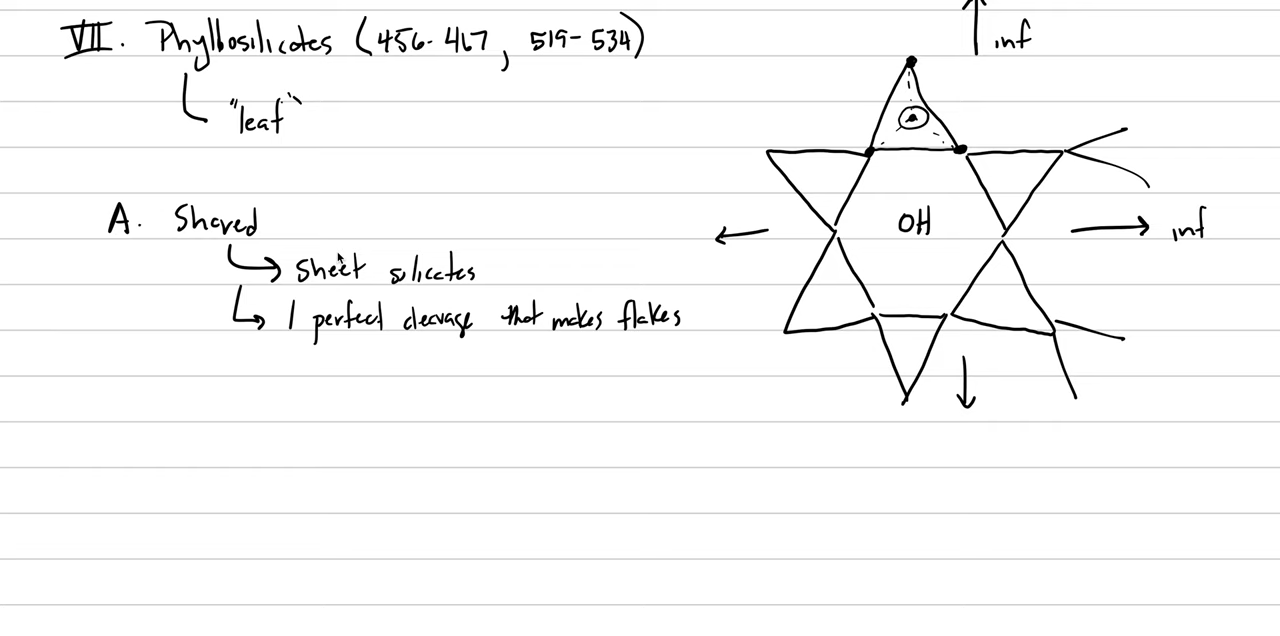 VII. Phyllosilicates (456-467, 519-534)
"leaf"
A. Shared
sheet silicates
1 perfect cleavage that makes flakes
inf
OH
inf